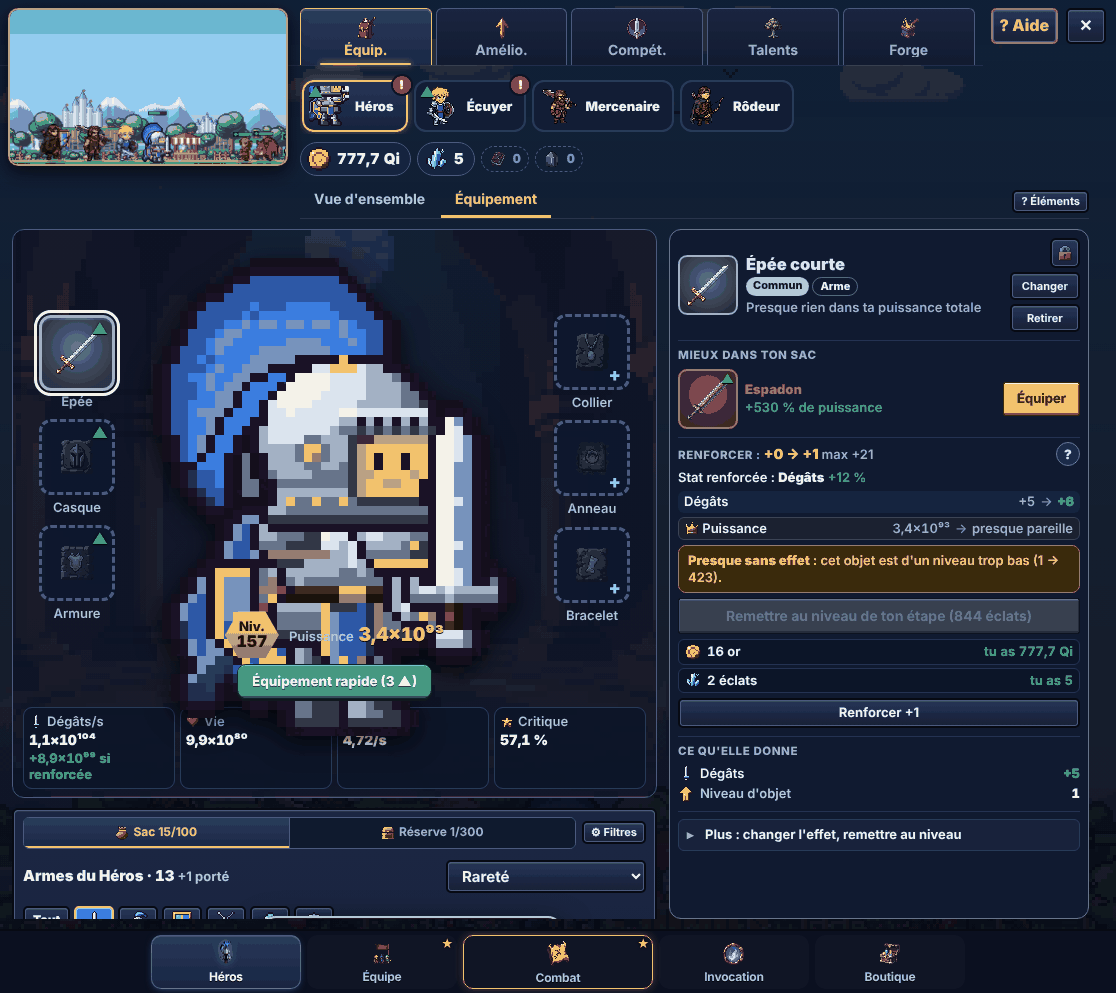 Équip.
Amélio.
Compét.
Talents
Forge
? Aide
×
Héros
!
Écuyer
!
Mercenaire
Rôdeur
777,7 Qi
5
0
0
Vue d'ensemble
Équipement
? Éléments
Épée
Casque
Armure
Collier
Anneau
Bracelet
Niv.
157
Puissance 3,4×10⁹³
Équipement rapide (3 ▲)
Dégâts/s
1,1×10¹⁰⁴
+8,9×10⁹⁹ si
renforcée
Vie
9,9×10⁸⁰
4,72/s
Critique
57,1 %
Sac 15/100
Réserve 1/300
Filtres
Armes du Héros · 13 +1 porté
Rareté
Tout
Épée courte
Commun
Arme
Presque rien dans ta puissance totale
Changer
Retirer
MIEUX DANS TON SAC
Espadon
+530 % de puissance
Équiper
RENFORCER : +0 → +1 max +21
?
Stat renforcée : Dégâts +12 %
Dégâts
+5 → +6
Puissance
3,4×10⁹³ → presque pareille
Presque sans effet : cet objet est d'un niveau trop bas (1 →
423).
Remettre au niveau de ton étape (844 éclats)
16 or
tu as 777,7 Qi
2 éclats
tu as 5
Renforcer +1
CE QU'ELLE DONNE
Dégâts
+5
Niveau d'objet
1
Plus : changer l'effet, remettre au niveau
Héros
Équipe
Combat
Invocation
Boutique